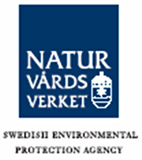 NATUR
VÅRDS
VERKET
SWEDISH ENVIRONMENTAL
PROTECTION AGENCY